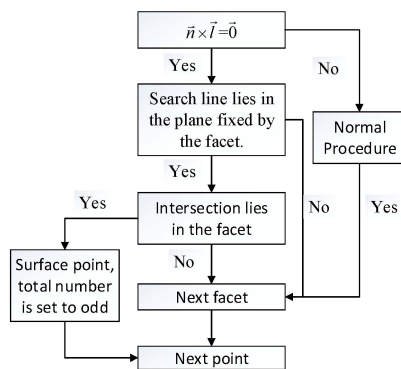 n⃗×l⃗=0⃗
Yes
No
Search line lies in
the plane fixed by
the facet.
Normal
Procedure
Yes
Yes
Intersection lies
in the facet
No
Yes
Surface point,
total number
is set to odd
No
Next facet
Next point